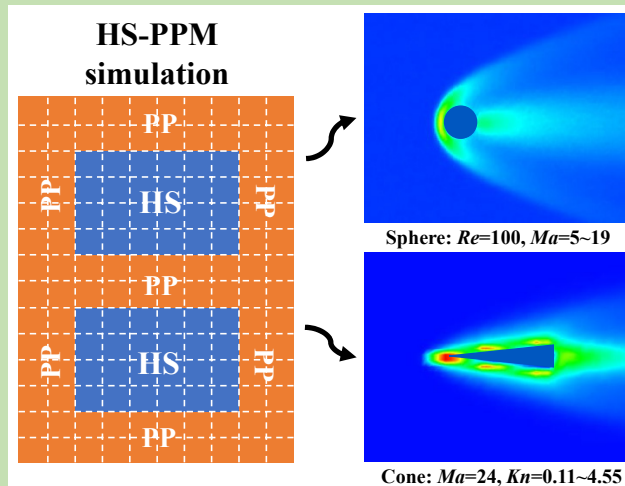 HS-PPM
simulation
PP
PP
HS
PP
PP
PP
HS
PP
PP
Sphere: Re=100, Ma=5~19
Cone: Ma=24, Kn=0.11~4.55